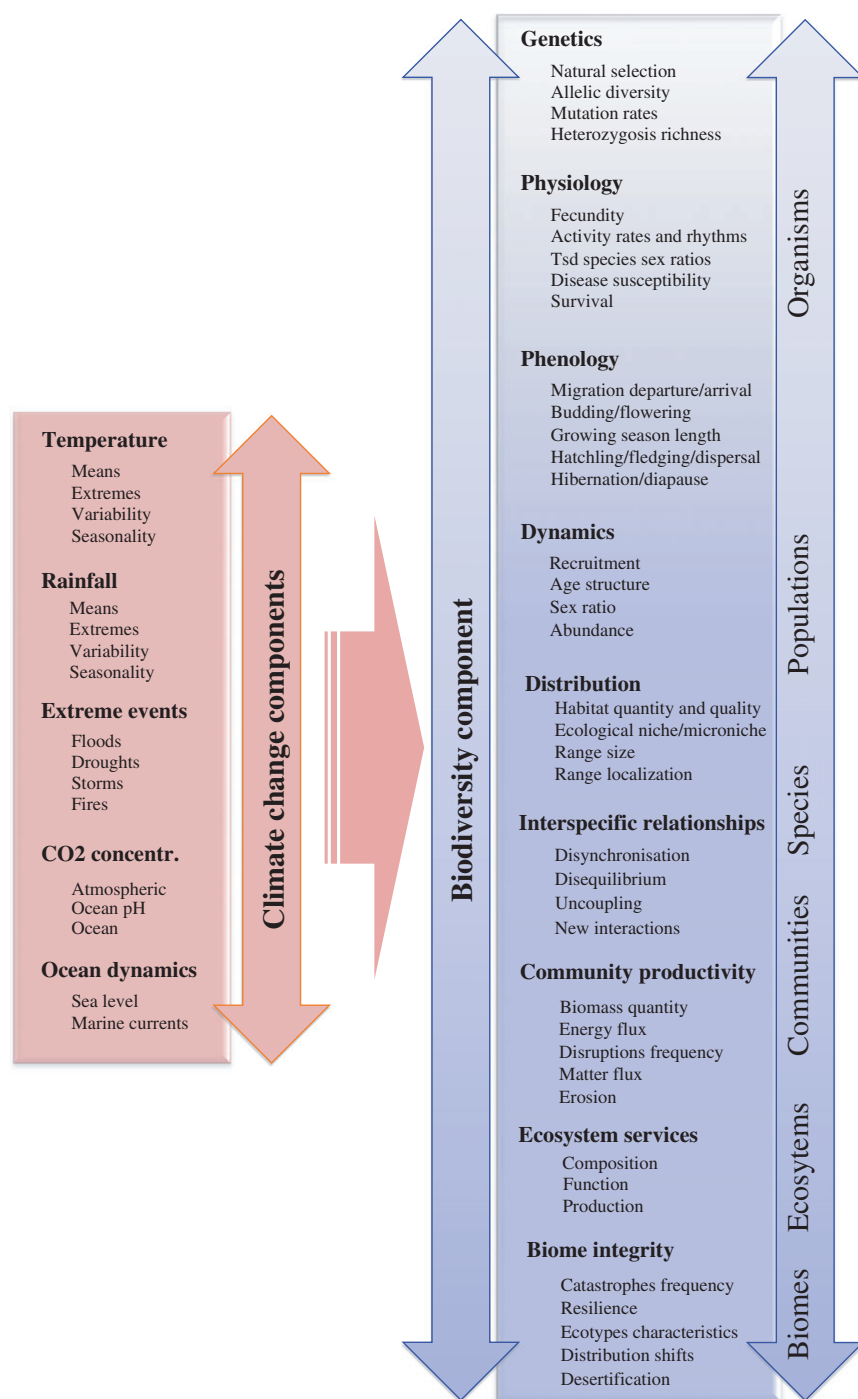 Temperature
Means
Extremes
Variability
Seasonality
Rainfall
Means
Extremes
Variability
Seasonality
Extreme events
Floods
Droughts
Storms
Fires
CO2 concentr.
Atmospheric
Ocean pH
Ocean
Ocean dynamics
Sea level
Marine currents
Climate change components
Biodiversity component
Genetics
Natural selection
Allelic diversity
Mutation rates
Heterozygosis richness
Physiology
Fecundity
Activity rates and rhythms
Tsd species sex ratios
Disease susceptibility
Survival
Phenology
Migration departure/arrival
Budding/flowering
Growing season length
Hatchling/fledging/dispersal
Hibernation/diapause
Dynamics
Recruitment
Age structure
Sex ratio
Abundance
Distribution
Habitat quantity and quality
Ecological niche/microniche
Range size
Range localization
Interspecific relationships
Disynchronisation
Disequilibrium
Uncoupling
New interactions
Community productivity
Biomass quantity
Energy flux
Disruptions frequency
Matter flux
Erosion
Ecosystem services
Composition
Function
Production
Biome integrity
Catastrophes frequency
Resilience
Ecotypes characteristics
Distribution shifts
Desertification
Organisms
Populations
Species
Communities
Ecosytems
Biomes